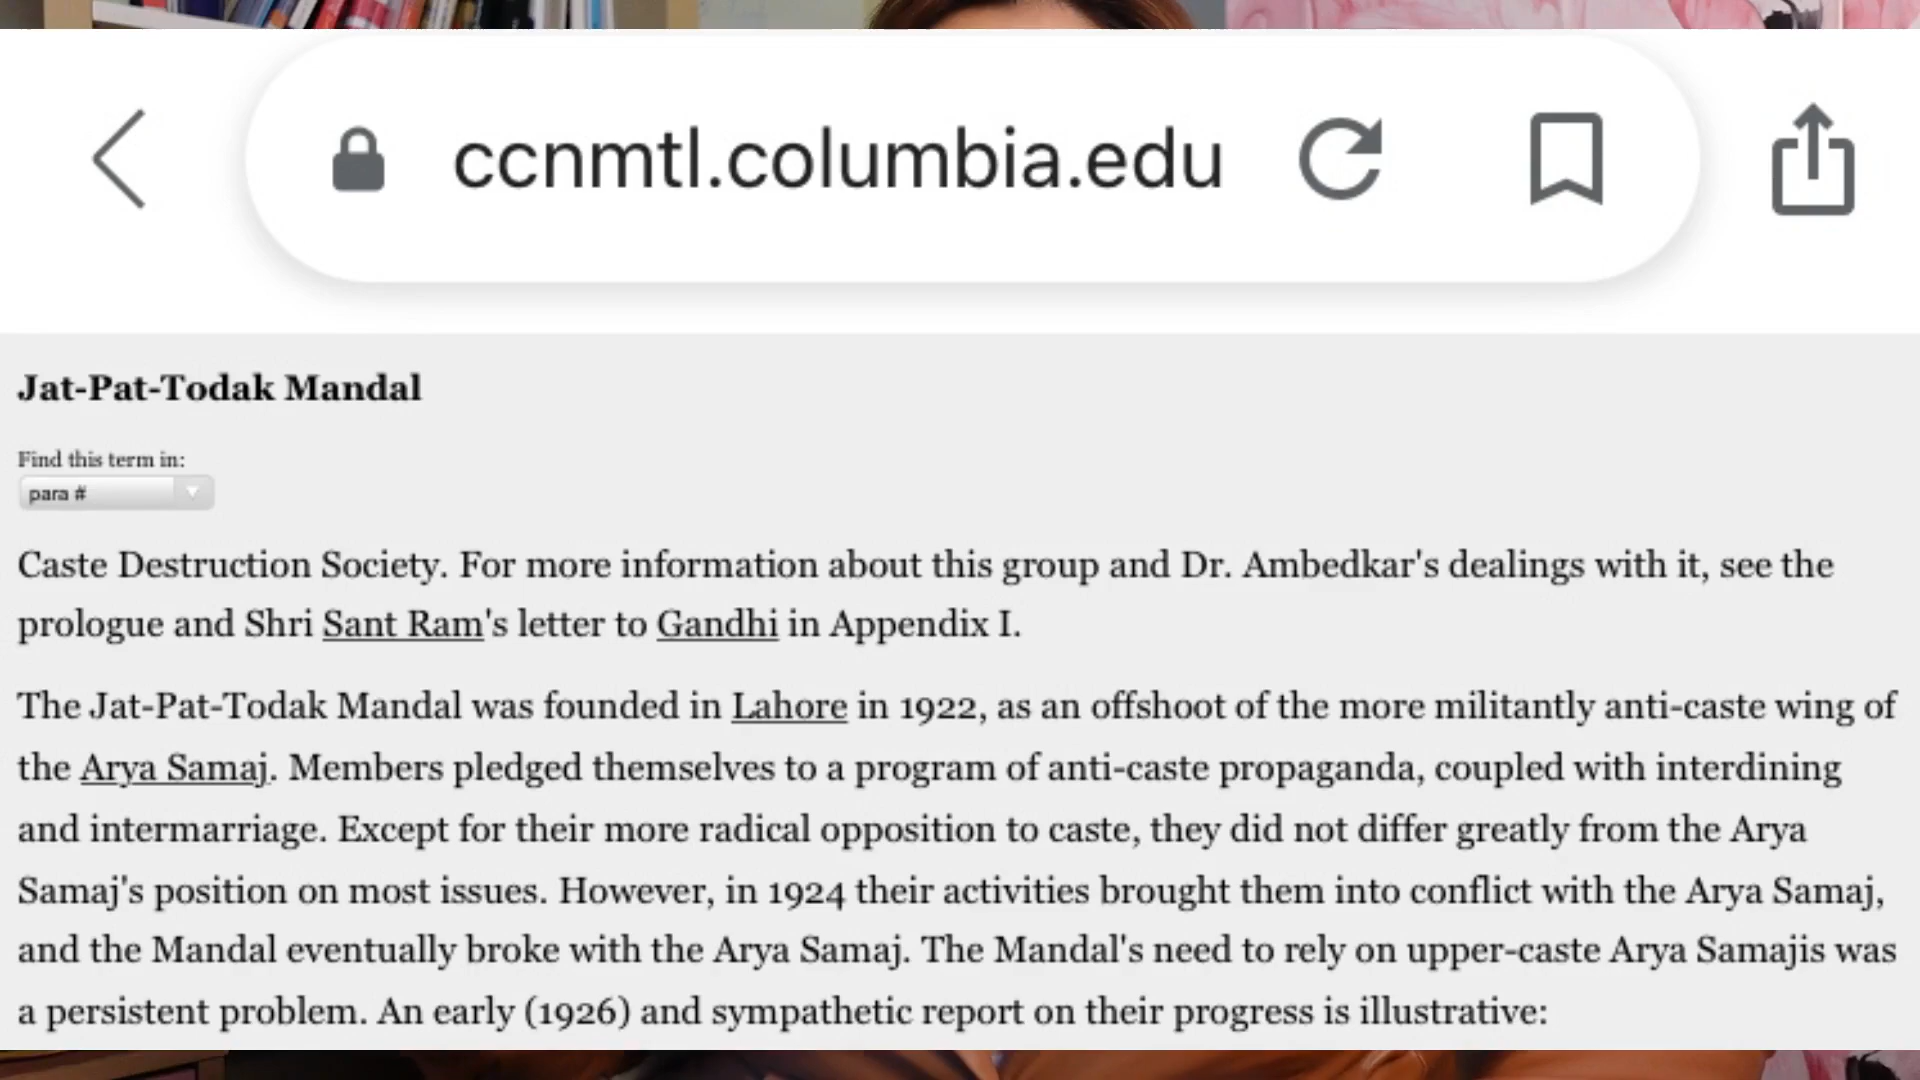 ccnmtl.columbia.edu
Jat-Pat-Todak Mandal
Find this term in:
para #
Caste Destruction Society. For more information about this group and Dr. Ambedkar's dealings with it, see the
prologue and Shri Sant Ram's letter to Gandhi in Appendix I.
The Jat-Pat-Todak Mandal was founded in Lahore in 1922, as an offshoot of the more militantly anti-caste wing of
the Arya Samaj. Members pledged themselves to a program of anti-caste propaganda, coupled with interdining
and intermarriage. Except for their more radical opposition to caste, they did not differ greatly from the Arya
Samaj's position on most issues. However, in 1924 their activities brought them into conflict with the Arya Samaj,
and the Mandal eventually broke with the Arya Samaj. The Mandal's need to rely on upper-caste Arya Samajis was
a persistent problem. An early (1926) and sympathetic report on their progress is illustrative: